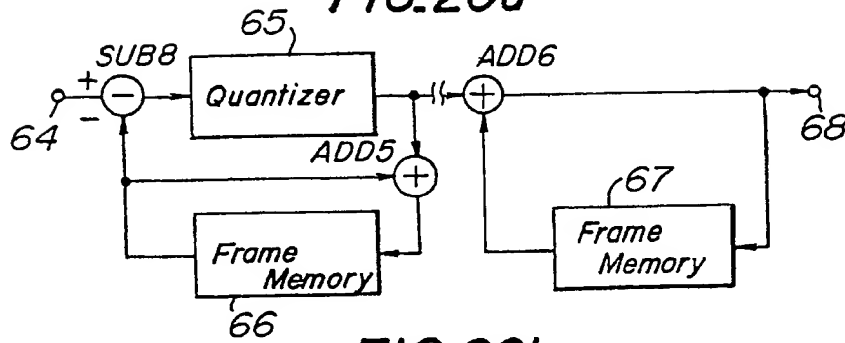 65
SUB8
ADD6
+
−
Quantizer
+
64
−
68
ADD5
+
67
Frame
Memory
Frame
Memory
66